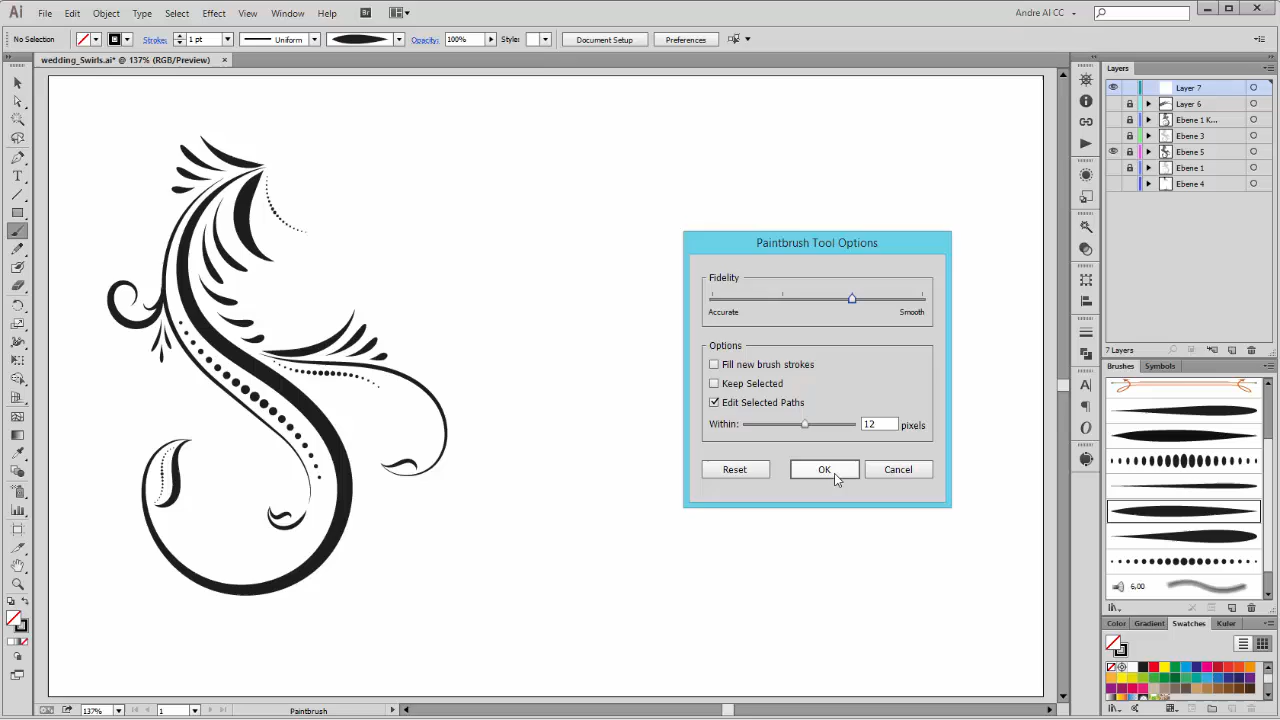 Ai File Edit Object Type Select Effect View Window Help Br Andre AI CC
No Selection Stroke: 1 pt Uniform Opacity: 100% Style: Document Setup Preferences
wedding_Swirls.ai* @ 137% (RGB/Preview) ×
Layers
Layer 7
Layer 6
Ebene 1 K...
Ebene 3
Ebene 5
Ebene 1
Ebene 4
7 Layers
Brushes Symbols
6,00
Color Gradient Swatches Kuler
Paintbrush Tool Options
Fidelity
Accurate Smooth
Options
Fill new brush strokes
Keep Selected
Edit Selected Paths
Within: 12 pixels
Reset OK Cancel
137% 1 Paintbrush